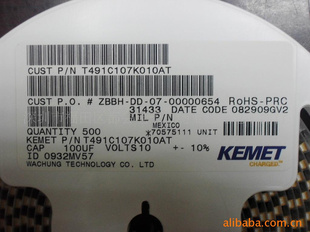 CUST P/N T491C107K010AT
CUST P.O. # ZBBH-DD-07-00000654 RoHS-PRC
31433 DATE CODE 082909GV2
MIL P/N
MEXICO
QUANTITY 500 *70575111 UNIT
KEMET P/N T491C107K010AT
CAP 100UF VOLTS10 +- 10%
ID 0932MV57
WACHUNG TECHNOLOGY CO., LTD
KEMET
CHARGED
alibaba.com.cn